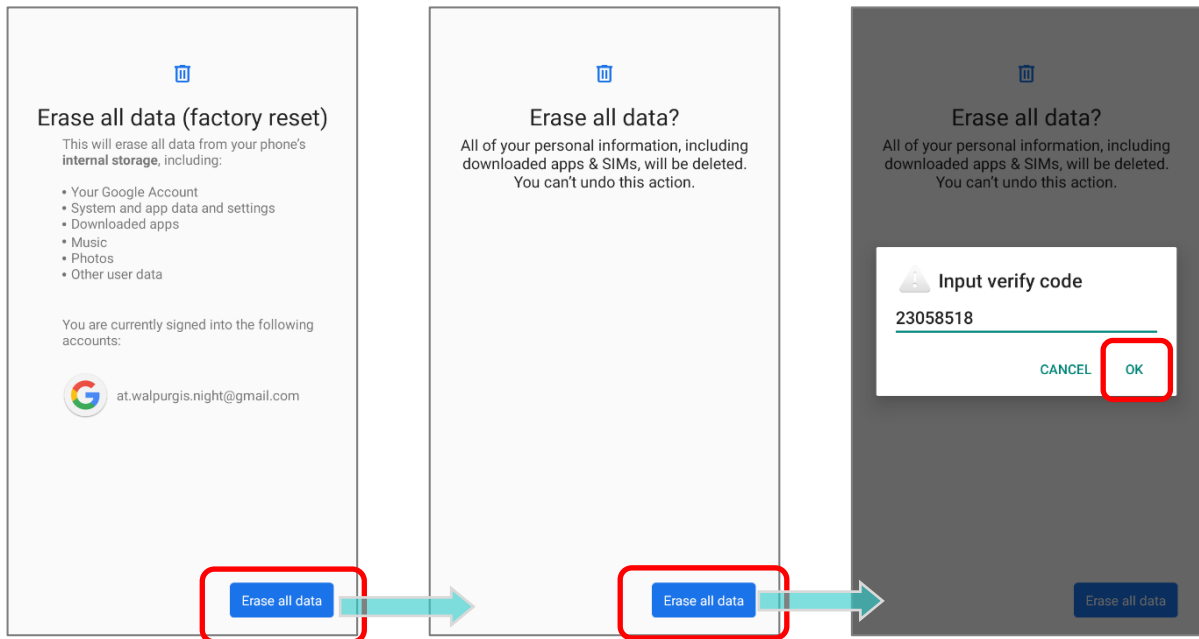 Erase all data (factory reset)
This will erase all data from your phone's
internal storage, including:
• Your Google Account
• System and app data and settings
• Downloaded apps
• Music
• Photos
• Other user data
You are currently signed into the following
accounts:
G
at.walpurgis.night@gmail.com
Erase all data
Erase all data?
All of your personal information, including
downloaded apps & SIMs, will be deleted.
You can't undo this action.
Erase all data
Erase all data?
All of your personal information, including
downloaded apps & SIMs, will be deleted.
You can't undo this action.
Input verify code
23058518
CANCEL OK
Erase all data